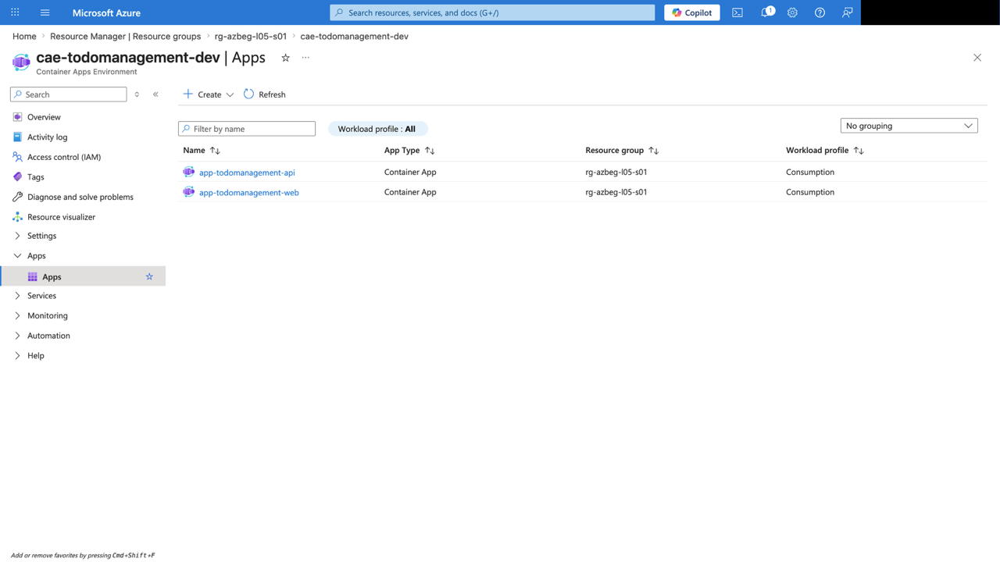 Microsoft Azure
Search resources, services, and docs (G+/)
Copilot
1
Home > Resource Manager | Resource groups > rg-azbeg-l05-s01 > cae-todomanagement-dev
cae-todomanagement-dev | Apps
Container Apps Environment
Search
Create
Refresh
Overview
Activity log
Access control (IAM)
Tags
Diagnose and solve problems
Resource visualizer
Settings
Apps
Apps
Services
Monitoring
Automation
Help
Filter by name
Workload profile : All
No grouping
Name App Type Resource group Workload profile
app-todomanagement-api Container App rg-azbeg-l05-s01 Consumption
app-todomanagement-web Container App rg-azbeg-l05-s01 Consumption
Add or remove favorites by pressing Cmd+Shift+F